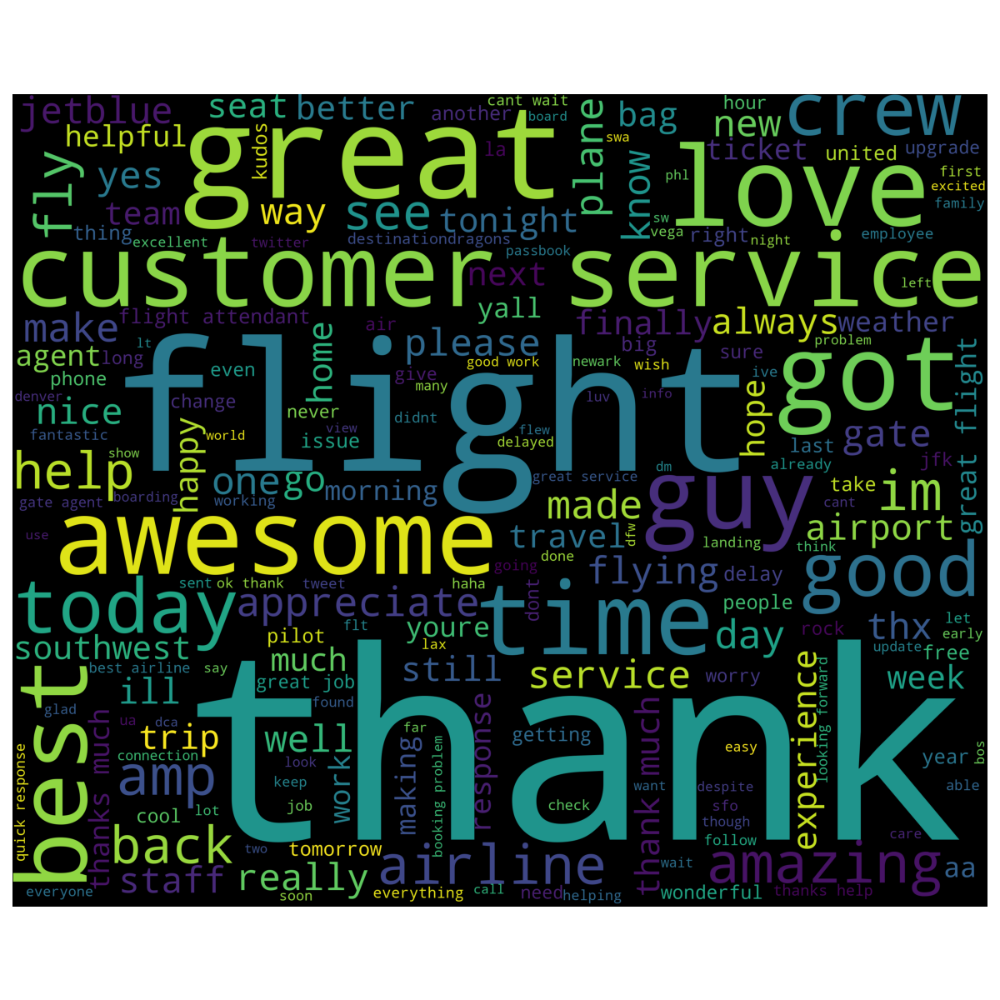 jetblue
seat
better
cant wait
another
board
plane
bag
hour
new
crew
helpful
great
kudos
la
swa
know
ticket
united
upgrade
love
first
excited
family
fly
yes
team
way
see
tonight
phl
sw
vega
right
night
employee
thing
excellent
twitter
destinationdragons
passbook
customer service
next
left
yall
make
flight attendant
air
finally
always
weather
please
big
sure
problem
agent
long
lt
home
flight
got
great flight
phone
even
good work
newark
wish
ive
hope
give
many
luv
info
denver
nice
change
never
didnt
gate
fantastic
happy
world
view
issue
flew
delayed
last
already
jfk
help
show
one
go
morning
great service
dm
guy
take
im
gate agent
boarding
working
made
cant
use
awesome
travel
dfw
landing
airport
think
done
going
flying
delay
good
today
sent
ok thank
tweet
haha
dont
time
appreciate
people
flt
youre
day
rock
thx
let
early
southwest
pilot
lax
update
free
best
best airline
say
much
still
service
worry
experience
looking forward
week
ill
great job
found
thank
glad
thanks much
ua
dca
trip
well
far
response
getting
thank much
easy
year
bos
quick response
connection
amp
look
work
making
booking problem
keep
want
despite
able
cool
lot
job
check
sfo
though
back
two
tomorrow
follow
care
staff
really
airline
wait
amazing
aa
everyone
soon
everything
call
need
helping
wonderful
thanks help